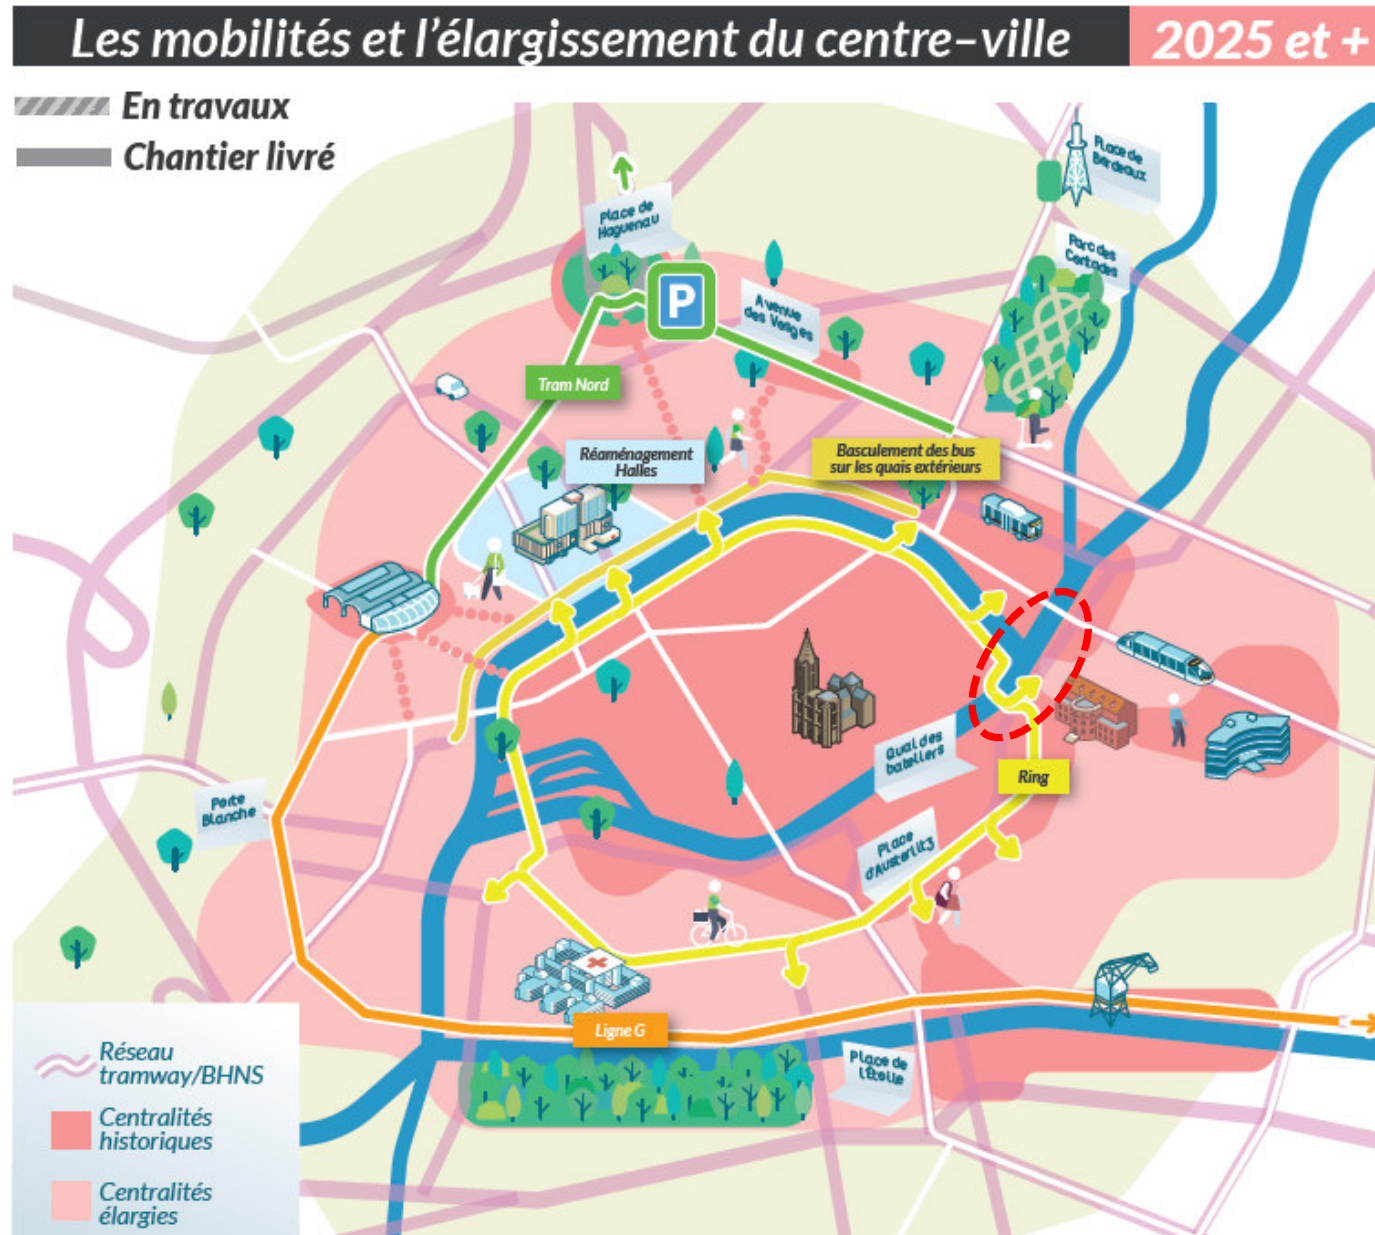 Les mobilités et l'élargissement du centre-ville
2025 et +
En travaux
Chantier livré
Place de
Bordeaux
Place de
Haguenau
Parc des
Contades
P
Avenue
des Vosges
Tram Nord
Réaménagement
Halles
Basculement des bus
sur les quais extérieurs
Quai des
bateliers
Ring
Porte
Blanche
Place
d'Austerlitz
Ligne G
Place de
l'Étoile
Réseau
tramway/BHNS
Centralités
historiques
Centralités
élargies